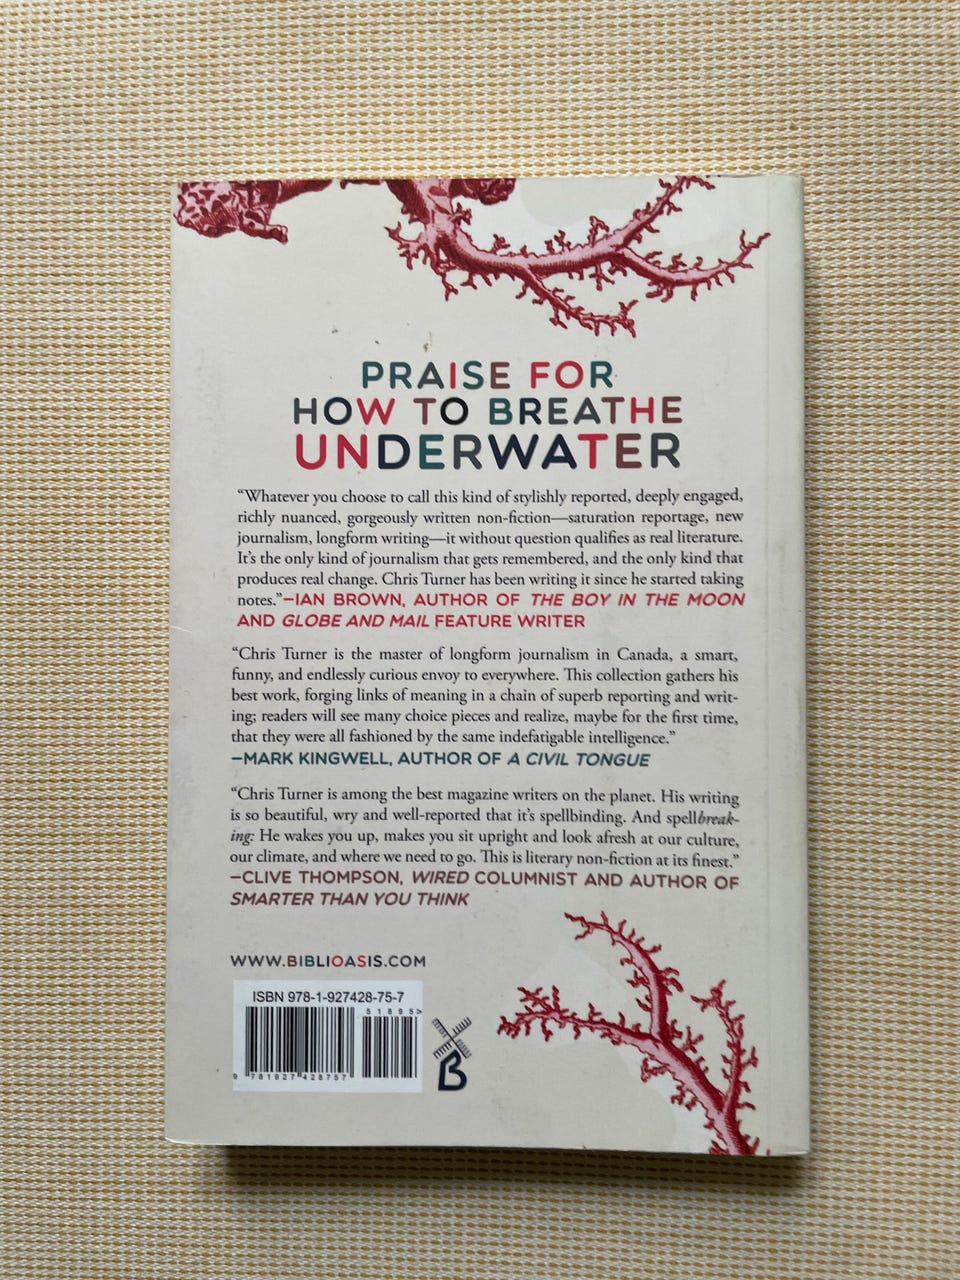 PRAISE FOR
HOW TO BREATHE
UNDERWATER
“Whatever you choose to call this kind of stylishly reported, deeply engaged,
richly nuanced, gorgeously written non-fiction—saturation reportage, new
journalism, longform writing—it without question qualifies as real literature.
It’s the only kind of journalism that gets remembered, and the only kind that
produces real change. Chris Turner has been writing it since he started taking
notes.”—IAN BROWN, AUTHOR OF THE BOY IN THE MOON
AND GLOBE AND MAIL FEATURE WRITER
“Chris Turner is the master of longform journalism in Canada, a smart,
funny, and endlessly curious envoy to everywhere. This collection gathers his
best work, forging links of meaning in a chain of superb reporting and writ-
ing; readers will see many choice pieces and realize, maybe for the first time,
that they were all fashioned by the same indefatigable intelligence.”
—MARK KINGWELL, AUTHOR OF A CIVIL TONGUE
“Chris Turner is among the best magazine writers on the planet. His writing
is so beautiful, wry and well-reported that it’s spellbinding. And spellbreak-
ing: He wakes you up, makes you sit upright and look afresh at our culture,
our climate, and where we need to go. This is literary non-fiction at its finest.”
—CLIVE THOMPSON, WIRED COLUMNIST AND AUTHOR OF
SMARTER THAN YOU THINK
WWW.BIBLIOASIS.COM
ISBN 978-1-927428-75-7
51895>
9 781927 428757
B